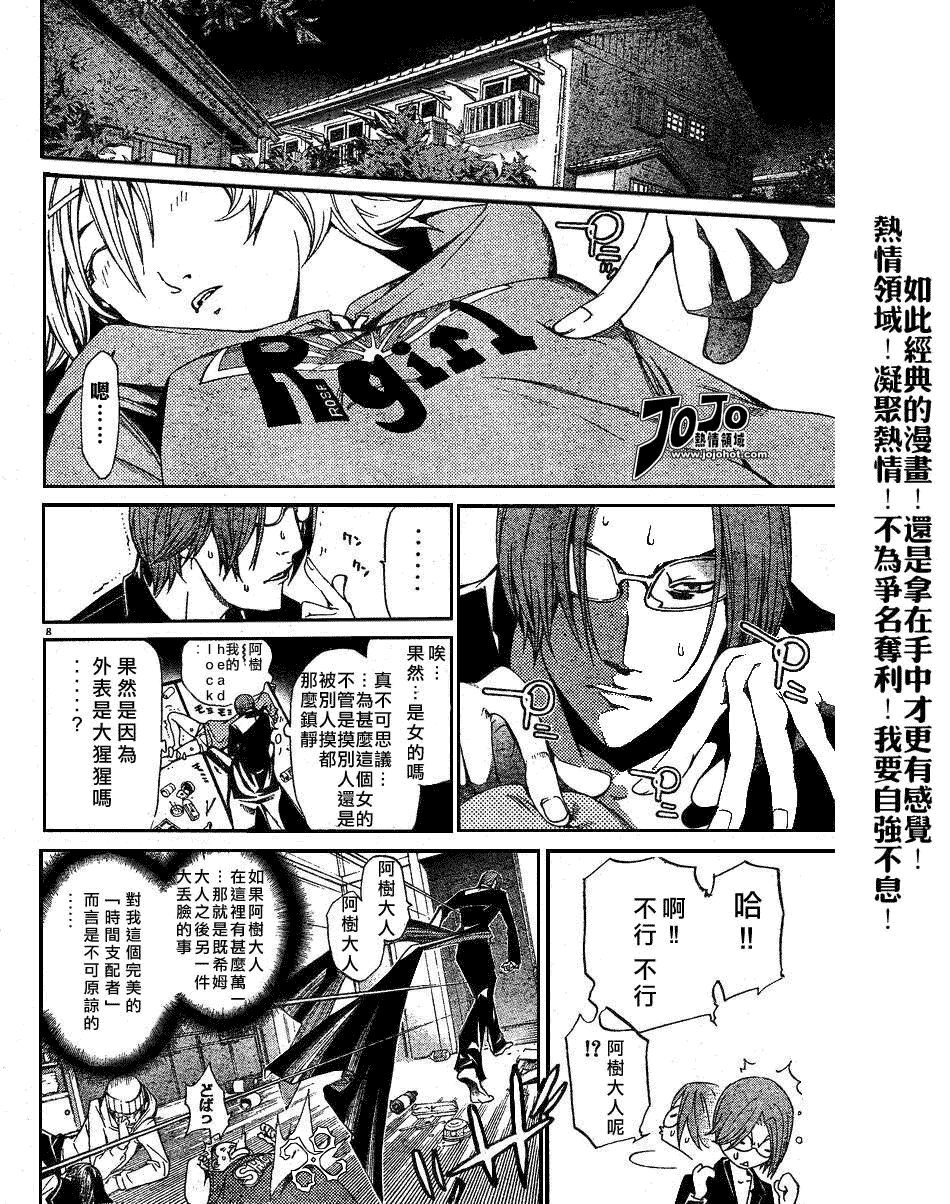 如此經典的漫畫！還是拿在手中才更有感覺！
熱情領域！凝聚熱情！不為爭名奪利！我要自強不息！
R girl
ROSE
嗯……
JOJO
熱情領域
www.jojohot.com
……
唉…
果然…是女的嗎
真不可思議…
…為甚麼這個女的
不管是摸別人還是
被別人摸都
那麼鎮靜
阿樹
我的
head
lock
果然是因為
外表是大猩猩嗎
……？
8
哈!!
啊!!
不行 不行
阿樹大人呢
!?
阿樹大人
阿樹大人
如果阿樹大人
在這裡有甚麼萬一
…那就是既希姆
大人之後另一件
大丟臉的事
對我這個完美的
「時間支配者」
而言是不可原諒的
……
どばっ